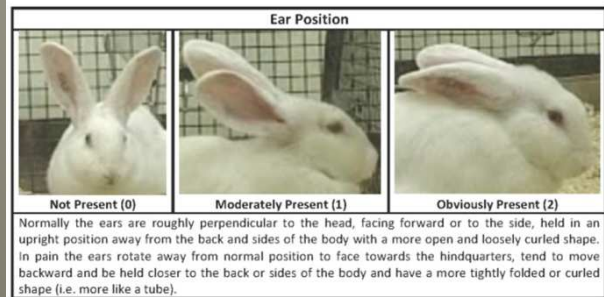 Ear Position
Not Present (0)
Moderately Present (1)
Obviously Present (2)
Normally the ears are roughly perpendicular to the head, facing forward or to the side, held in an
upright position away from the back and sides of the body with a more open and loosely curled shape.
In pain the ears rotate away from normal position to face towards the hindquarters, tend to move
backward and be held closer to the back or sides of the body and have a more tightly folded or curled
shape (i.e. more like a tube).